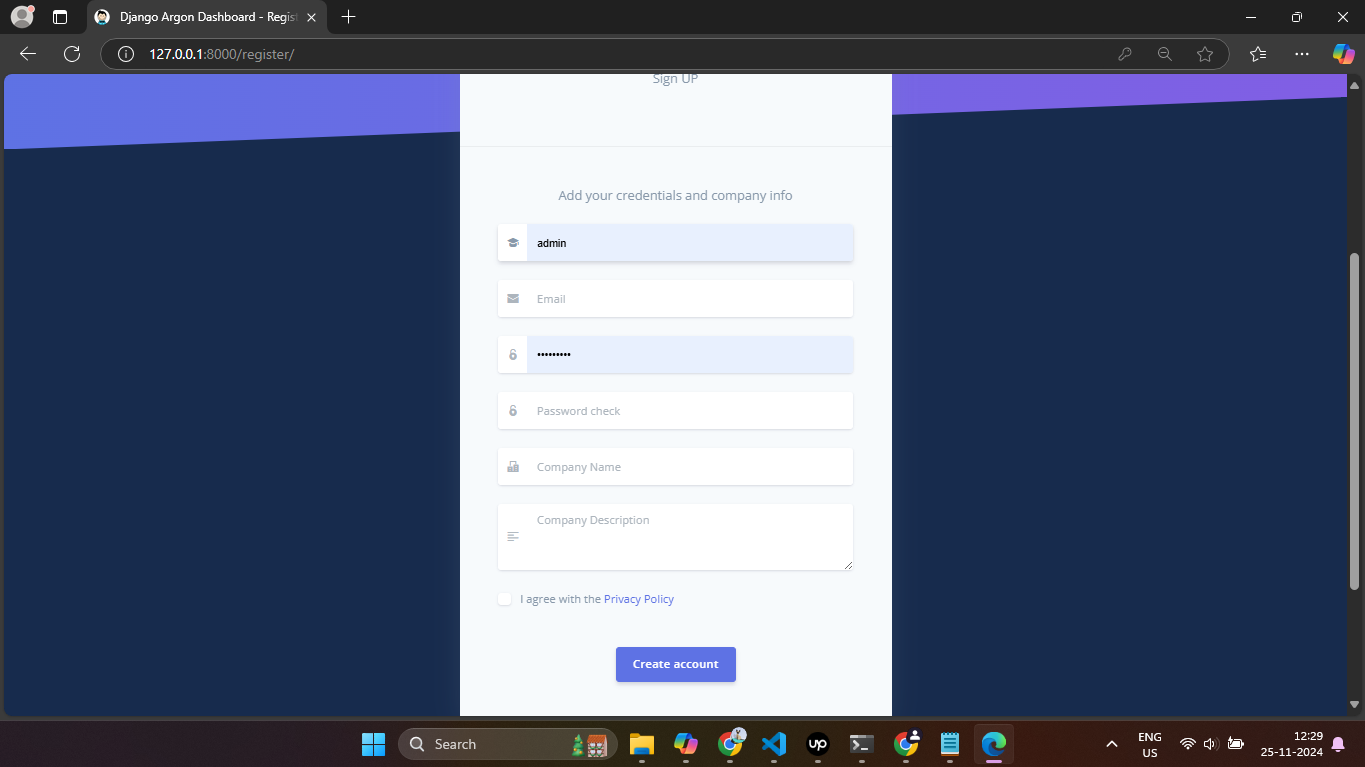 Django Argon Dashboard - Regis
127.0.0.1:8000/register/
Sign UP
Add your credentials and company info
admin
Email
•••••••••
Password check
Company Name
Company Description
I agree with the Privacy Policy
Create account
Search
up
ENG
US
12:29
25-11-2024